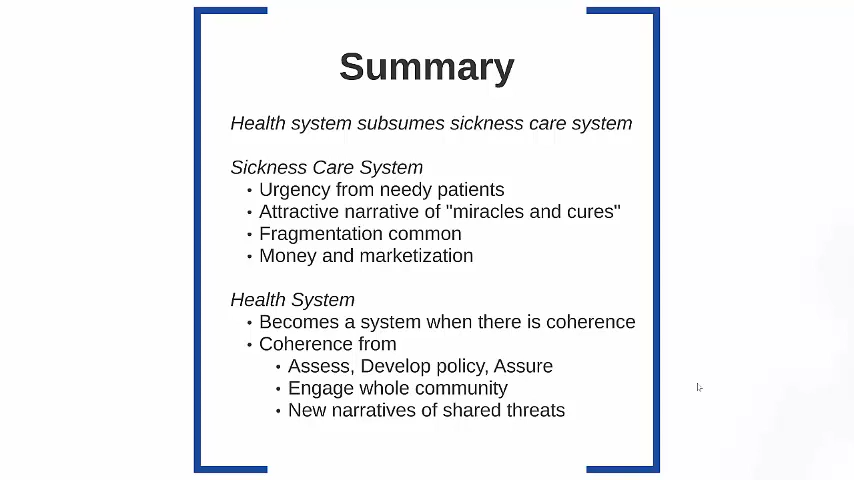 Summary
Health system subsumes sickness care system
Sickness Care System
• Urgency from needy patients
• Attractive narrative of "miracles and cures"
• Fragmentation common
• Money and marketization
Health System
• Becomes a system when there is coherence
• Coherence from
• Assess, Develop policy, Assure
• Engage whole community
• New narratives of shared threats